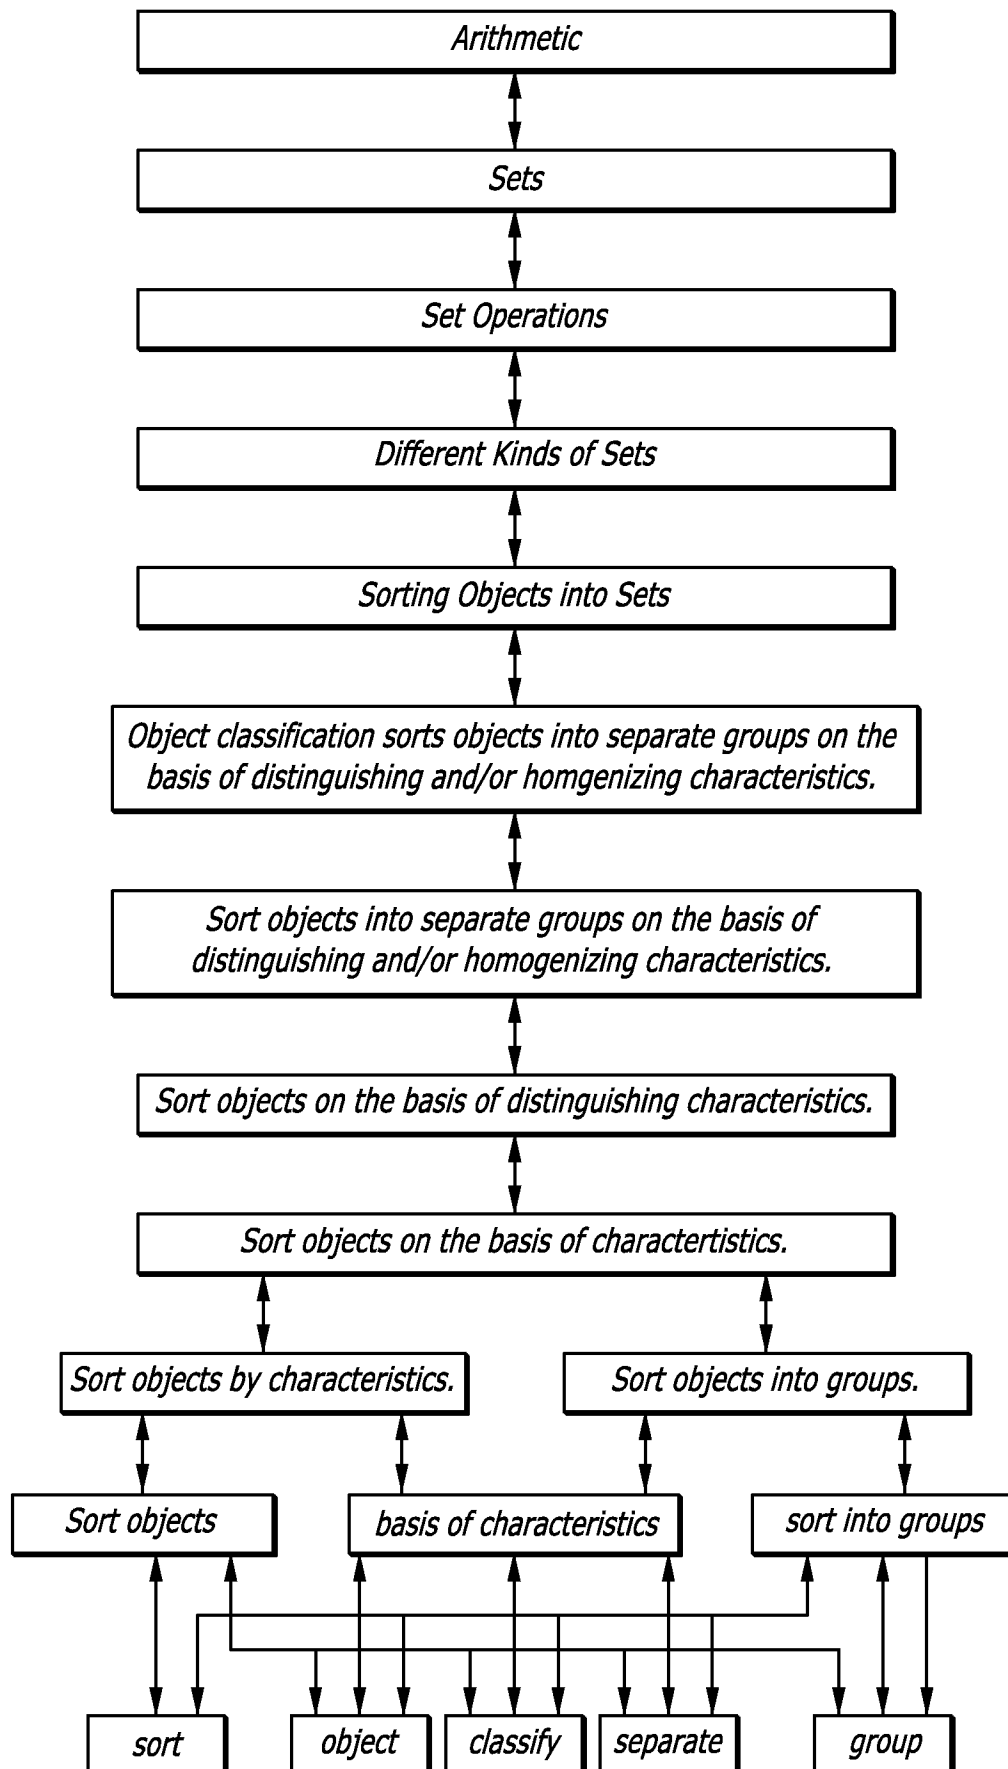 Arithmetic
Sets
Set Operations
Different Kinds of Sets
Sorting Objects into Sets
Object classification sorts objects into separate groups on the
basis of distinguishing and/or homgenizing characteristics.
Sort objects into separate groups on the basis of
distinguishing and/or homogenizing characteristics.
Sort objects on the basis of distinguishing characteristics.
Sort objects on the basis of charactertistics.
Sort objects by characteristics.
Sort objects into groups.
Sort objects
basis of characteristics
sort into groups
sort
object
classify
separate
group